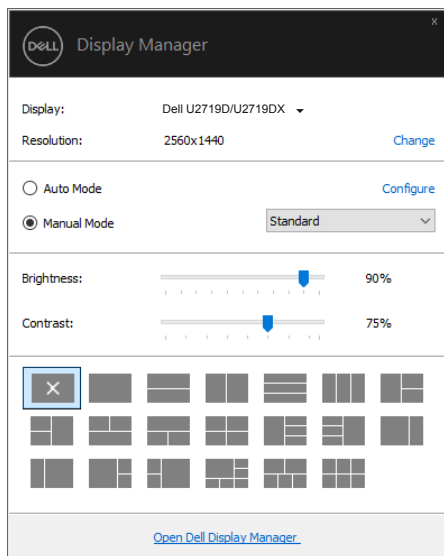 x
DELL Display Manager
Display: Dell U2719D/U2719DX
Resolution: 2560x1440 Change
Auto Mode Configure
Manual Mode Standard
Brightness: 90%
Contrast: 75%
Open Dell Display Manager